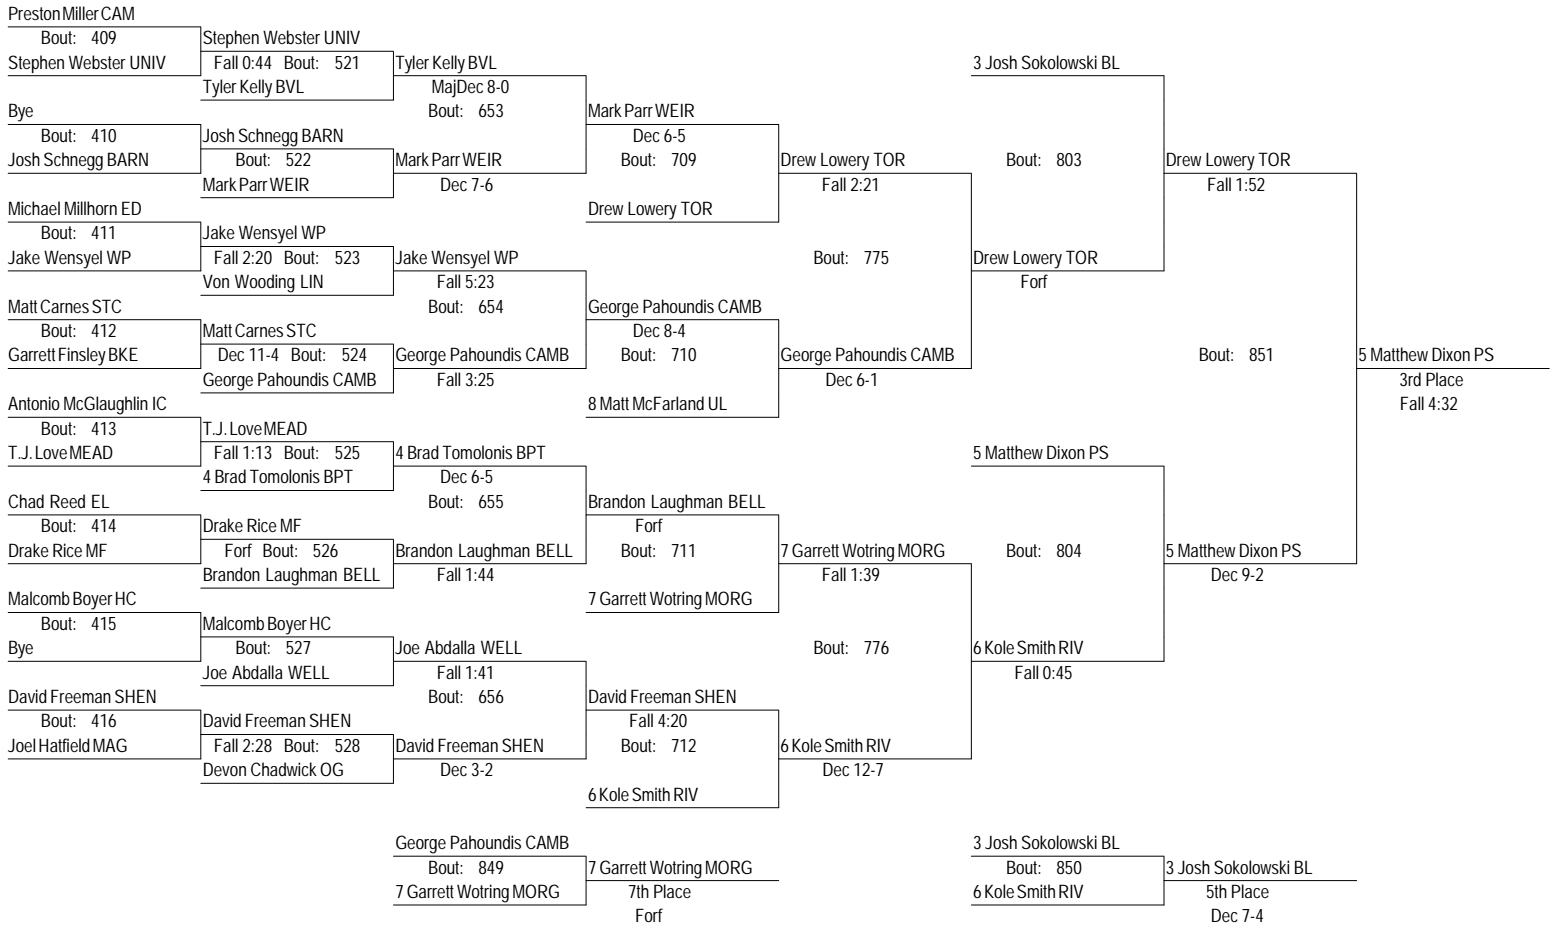 Preston Miller CAM
Bout: 409
Stephen Webster UNIV
Stephen Webster UNIV
Fall 0:44 Bout: 521
Tyler Kelly BVL
Tyler Kelly BVL
MajDec 8-0
Bout: 653
Bye
Bout: 410
Josh Schnegg BARN
Josh Schnegg BARN
Bout: 522
Mark Parr WEIR
Mark Parr WEIR
Dec 7-6
Mark Parr WEIR
Dec 6-5
Bout: 709
Drew Lowery TOR
Michael Millhorn ED
Bout: 411
Jake Wensyel WP
Jake Wensyel WP
Fall 2:20 Bout: 523
Von Wooding LIN
Jake Wensyel WP
Fall 5:23
Bout: 654
Matt Carnes STC
Bout: 412
Garrett Finsley BKE
Matt Carnes STC
Dec 11-4 Bout: 524
George Pahoundis CAMB
George Pahoundis CAMB
Fall 3:25
George Pahoundis CAMB
Dec 8-4
Bout: 710
8 Matt McFarland UL
Drew Lowery TOR
Fall 2:21
Bout: 775
George Pahoundis CAMB
Dec 6-1
Antonio McGlaughlin IC
Bout: 413
T.J. Love MEAD
T.J. Love MEAD
Fall 1:13 Bout: 525
4 Brad Tomolonis BPT
4 Brad Tomolonis BPT
Dec 6-5
Bout: 655
Chad Reed EL
Bout: 414
Drake Rice MF
Drake Rice MF
Forf Bout: 526
Brandon Laughman BELL
Brandon Laughman BELL
Fall 1:44
Brandon Laughman BELL
Forf
Bout: 711
7 Garrett Wotring MORG
Malcomb Boyer HC
Bout: 415
Bye
Malcomb Boyer HC
Bout: 527
Joe Abdalla WELL
Joe Abdalla WELL
Fall 1:41
Bout: 656
David Freeman SHEN
Bout: 416
Joel Hatfield MAG
David Freeman SHEN
Fall 2:28 Bout: 528
Devon Chadwick OG
David Freeman SHEN
Dec 3-2
David Freeman SHEN
Fall 4:20
Bout: 712
6 Kole Smith RIV
7 Garrett Wotring MORG
Fall 1:39
Bout: 776
6 Kole Smith RIV
Dec 12-7
3 Josh Sokolowski BL
Bout: 803
Drew Lowery TOR
Forf
Drew Lowery TOR
Fall 1:52
5 Matthew Dixon PS
Bout: 804
6 Kole Smith RIV
Fall 0:45
5 Matthew Dixon PS
Dec 9-2
Bout: 851
5 Matthew Dixon PS
3rd Place
Fall 4:32
George Pahoundis CAMB
Bout: 849
7 Garrett Wotring MORG
7 Garrett Wotring MORG
7th Place
Forf
3 Josh Sokolowski BL
Bout: 850
6 Kole Smith RIV
3 Josh Sokolowski BL
5th Place
Dec 7-4